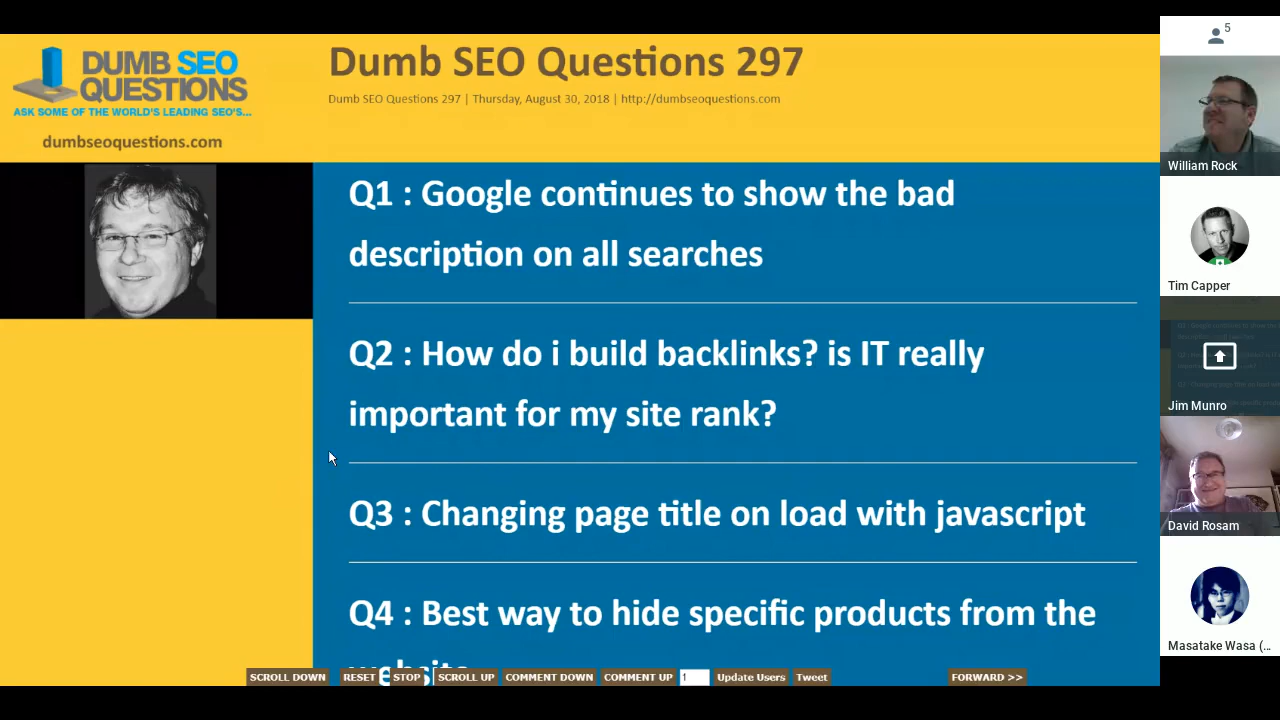 DUMB SEO
QUESTIONS
ASK SOME OF THE WORLD'S LEADING SEO'S...
dumbseoquestions.com
Dumb SEO Questions 297
Dumb SEO Questions 297 | Thursday, August 30, 2018 | http://dumbseoquestions.com
Q1 : Google continues to show the bad
description on all searches
Q2 : How do i build backlinks? is IT really
important for my site rank?
Q3 : Changing page title on load with javascript
Q4 : Best way to hide specific products from the
website
SCROLL DOWN RESET STOP SCROLL UP COMMENT DOWN COMMENT UP 1 Update Users Tweet FORWARD >>
5
William Rock
Tim Capper
Jim Munro
David Rosam
Masatake Wasa (...